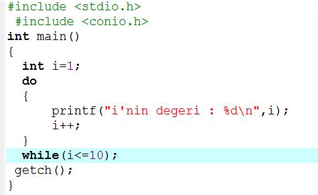 #include <stdio.h>
#include <conio.h>
int main()
{
int i=1;
do
{
printf("i'nin degeri : %d\n",i);
i++;
}
while(i<=10);
getch();
}